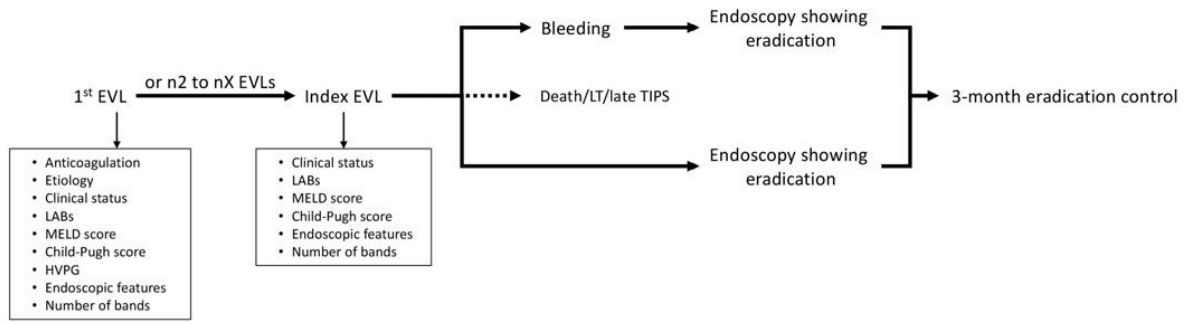 Bleeding
Endoscopy showing
eradication
1st EVL
or n2 to nX EVLs
Index EVL
Death/LT/late TIPS
3-month eradication control
Endoscopy showing
eradication
• Anticoagulation
• Etiology
• Clinical status
• LABs
• MELD score
• Child-Pugh score
• HVPG
• Endoscopic features
• Number of bands
• Clinical status
• LABs
• MELD score
• Child-Pugh score
• Endoscopic features
• Number of bands